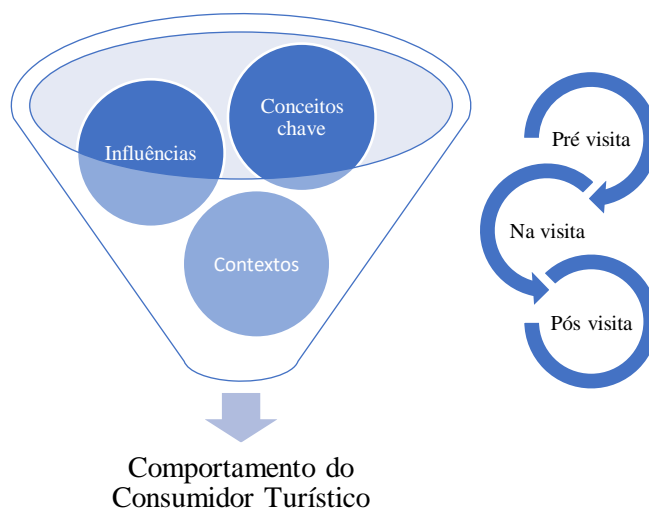 Conceitos
chave
Influências
Contextos
Comportamento do
Consumidor Turístico
Pré visita
Na visita
Pós visita